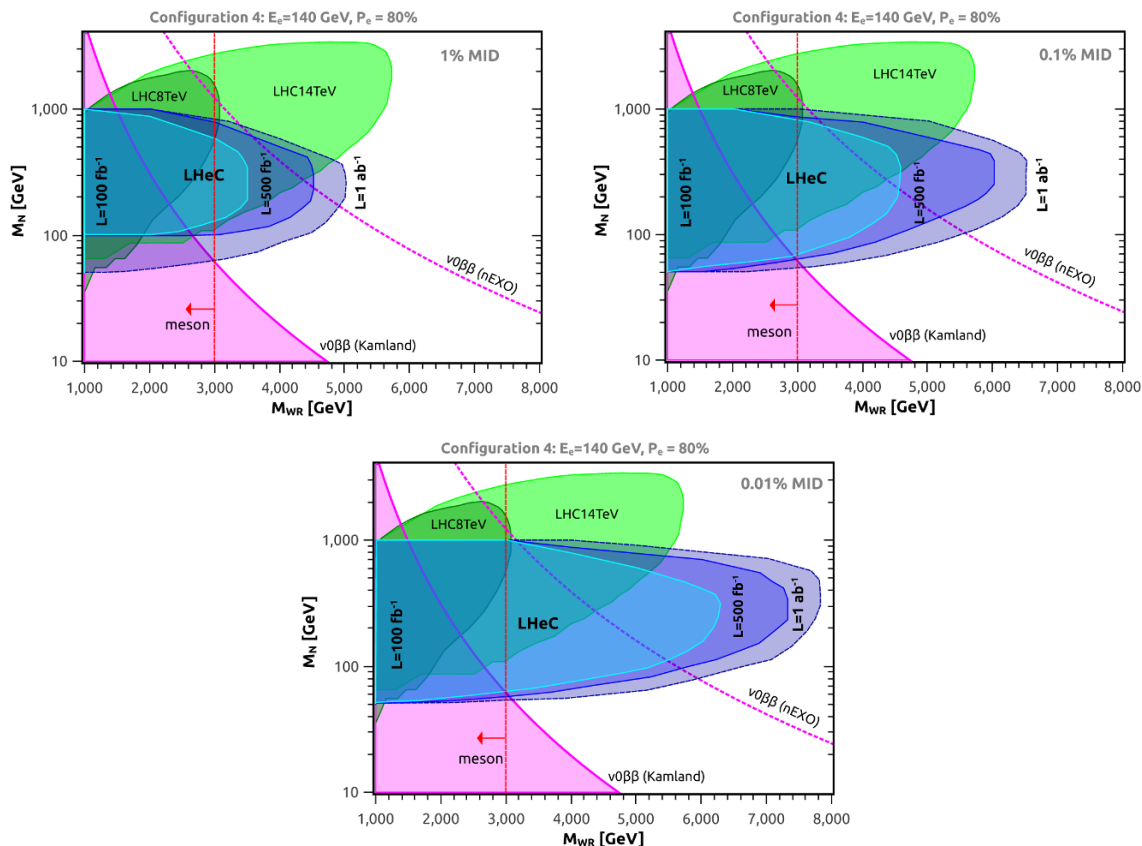 Configuration 4: Eₑ=140 GeV, Pₑ = 80%
1% MID
LHC8TeV
LHC14TeV
1,000
LHeC
L=100 fb⁻¹
L=500 fb⁻¹
L=1 ab⁻¹
M_N [GeV]
100
ν0ββ (nEXO)
meson
ν0ββ (Kamland)
10
1,000 2,000 3,000 4,000 5,000 6,000 7,000 8,000
M_WR [GeV]
Configuration 4: Eₑ=140 GeV, Pₑ = 80%
0.1% MID
LHC8TeV
LHC14TeV
1,000
LHeC
L=100 fb⁻¹
L=500 fb⁻¹
L=1 ab⁻¹
M_N [GeV]
100
ν0ββ (nEXO)
meson
ν0ββ (Kamland)
10
1,000 2,000 3,000 4,000 5,000 6,000 7,000 8,000
M_WR [GeV]
Configuration 4: Eₑ=140 GeV, Pₑ = 80%
0.01% MID
LHC8TeV
LHC14TeV
1,000
LHeC
L=100 fb⁻¹
L=500 fb⁻¹
L=1 ab⁻¹
M_N [GeV]
100
ν0ββ (nEXO)
meson
ν0ββ (Kamland)
10
1,000 2,000 3,000 4,000 5,000 6,000 7,000 8,000
M_WR [GeV]